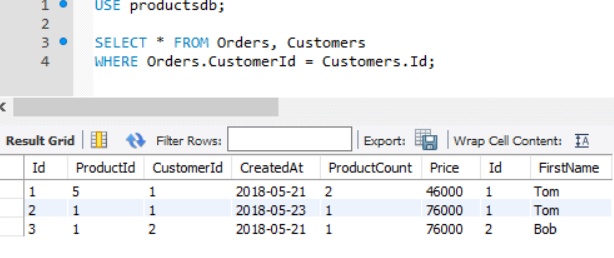 1 USE productsdb;
2
3 SELECT * FROM Orders, Customers
4 WHERE Orders.CustomerId = Customers.Id;
Result Grid Filter Rows: Export: Wrap Cell Content:
Id ProductId CustomerId CreatedAt ProductCount Price Id FirstName
1 5 1 2018-05-21 2 46000 1 Tom
2 1 1 2018-05-23 1 76000 1 Tom
3 1 2 2018-05-21 1 76000 2 Bob